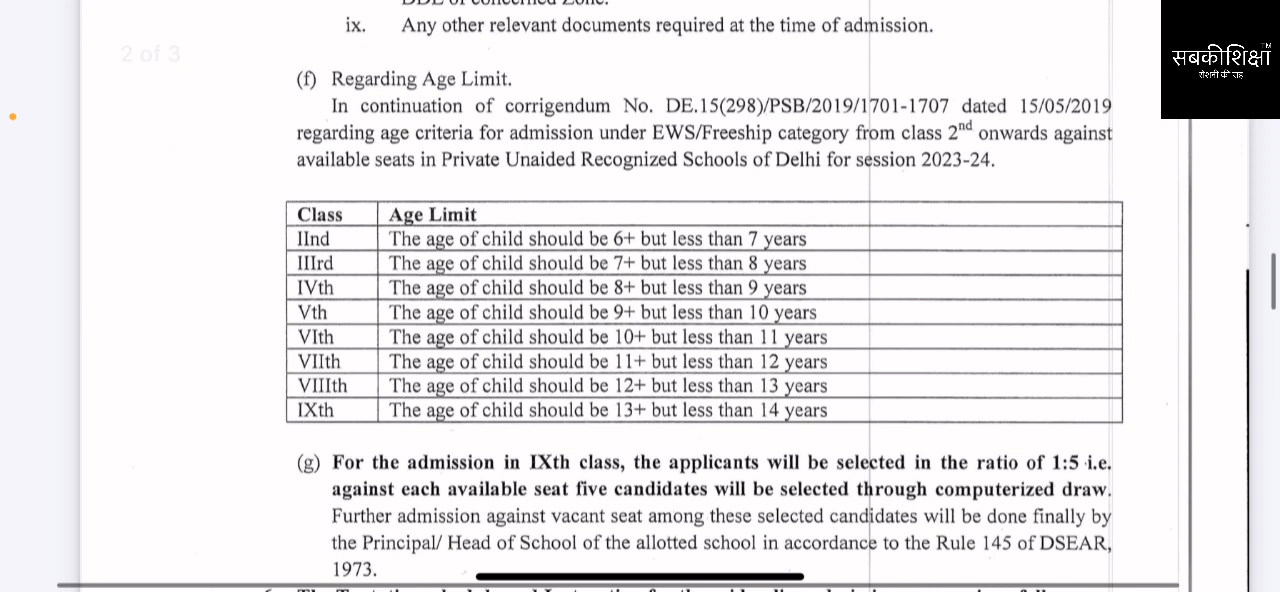 ix. Any other relevant documents required at the time of admission.
2 of 3
सबकीशिक्षा™
रोशनी की राह
(f) Regarding Age Limit.
In continuation of corrigendum No. DE.15(298)/PSB/2019/1701-1707 dated 15/05/2019
regarding age criteria for admission under EWS/Freeship category from class 2nd onwards against
available seats in Private Unaided Recognized Schools of Delhi for session 2023-24.
Class Age Limit
IInd The age of child should be 6+ but less than 7 years
IIIrd The age of child should be 7+ but less than 8 years
IVth The age of child should be 8+ but less than 9 years
Vth The age of child should be 9+ but less than 10 years
VIth The age of child should be 10+ but less than 11 years
VIIth The age of child should be 11+ but less than 12 years
VIIIth The age of child should be 12+ but less than 13 years
IXth The age of child should be 13+ but less than 14 years
(g) For the admission in IXth class, the applicants will be selected in the ratio of 1:5 i.e.
against each available seat five candidates will be selected through computerized draw.
Further admission against vacant seat among these selected candidates will be done finally by
the Principal/ Head of School of the allotted school in accordance to the Rule 145 of DSEAR,
1973.